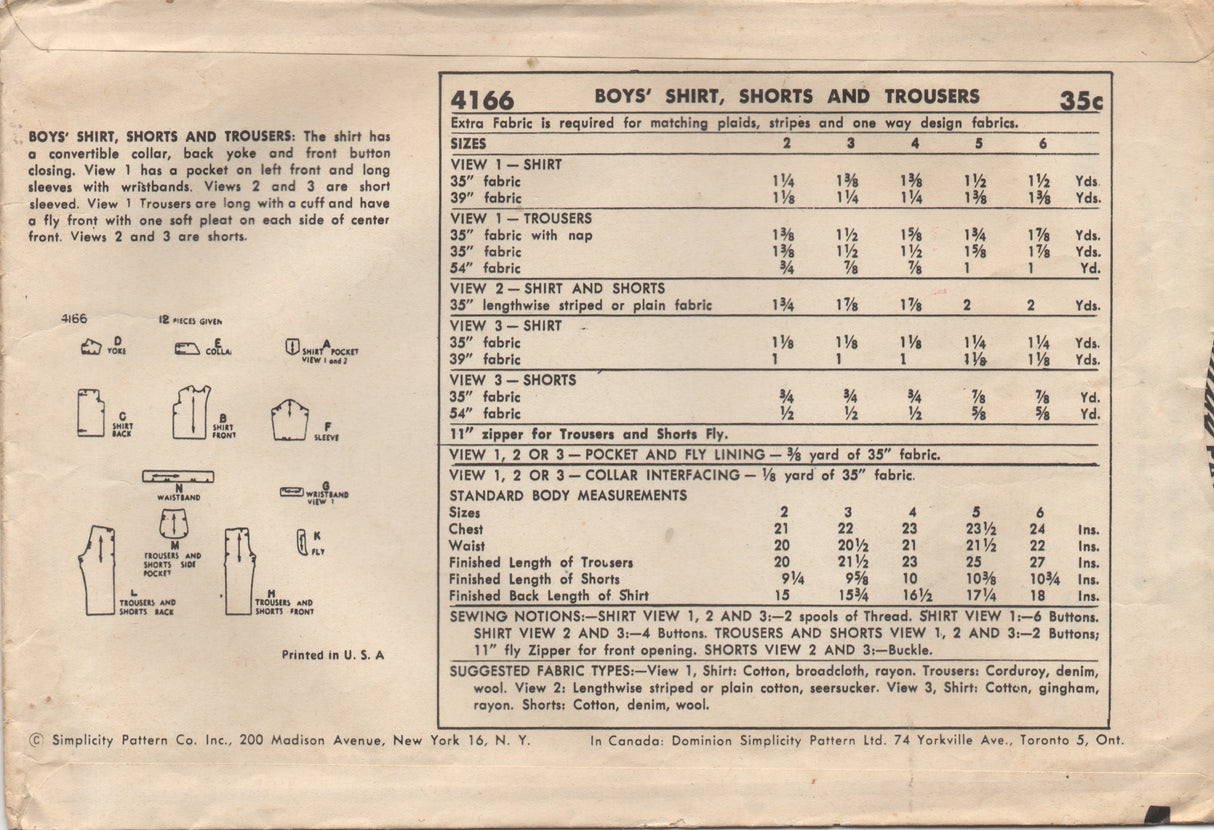 BOYS' SHIRT, SHORTS AND TROUSERS: The shirt has
a convertible collar, back yoke and front button
closing. View 1 has a pocket on left front and long
sleeves with wristbands. Views 2 and 3 are short
sleeved. View 1 Trousers are long with a cuff and have
a fly front with one soft pleat on each side of center
front. Views 2 and 3 are shorts.
4166 12 PIECES GIVEN
D YOKE
E COLLA
A SHIRT POCKET VIEW 1 and 2
C SHIRT BACK
B SHIRT FRONT
F SLEEVE
N WAISTBAND
G WRISTBAND VIEW 1
M TROUSERS AND SHORTS SIDE POCKET
K FLY
L TROUSERS AND SHORTS BACK
H TROUSERS AND SHORTS FRONT
Printed in U. S. A
4166 BOYS' SHIRT, SHORTS AND TROUSERS 35c
Extra Fabric is required for matching plaids, stripes and one way design fabrics.
SIZES 2 3 4 5 6
VIEW 1 — SHIRT
35" fabric 1¼ 1⅜ 1⅜ 1½ 1½ Yds.
39" fabric 1⅛ 1¼ 1¼ 1⅜ 1⅜ Yds.
VIEW 1 — TROUSERS
35" fabric with nap 1⅜ 1½ 1⅝ 1¾ 1⅞ Yds.
35" fabric 1⅜ 1½ 1½ 1⅝ 1⅞ Yds.
54" fabric ¾ ⅞ ⅞ 1 1 Yd.
VIEW 2 — SHIRT AND SHORTS
35" lengthwise striped or plain fabric 1¾ 1⅞ 1⅞ 2 2 Yds.
VIEW 3 — SHIRT
35" fabric 1⅛ 1⅛ 1⅛ 1¼ 1¼ Yds.
39" fabric 1 1 1 1⅛ 1⅛ Yds.
VIEW 3 — SHORTS
35" fabric ¾ ¾ ¾ ⅞ ⅞ Yd.
54" fabric ½ ½ ½ ⅝ ⅝ Yd.
11" zipper for Trousers and Shorts Fly.
VIEW 1, 2 OR 3 — POCKET AND FLY LINING — ⅜ yard of 35" fabric.
VIEW 1, 2 OR 3 — COLLAR INTERFACING — ⅛ yard of 35" fabric.
STANDARD BODY MEASUREMENTS
Sizes 2 3 4 5 6
Chest 21 22 23 23½ 24 Ins.
Waist 20 20½ 21 21½ 22 Ins.
Finished Length of Trousers 20 21½ 23 25 27 Ins.
Finished Length of Shorts 9¼ 9⅝ 10 10⅜ 10¾ Ins.
Finished Back Length of Shirt 15 15¾ 16½ 17¼ 18 Ins.
SEWING NOTIONS:—SHIRT VIEW 1, 2 AND 3:—2 spools of Thread. SHIRT VIEW 1:—6 Buttons.
SHIRT VIEW 2 AND 3:—4 Buttons. TROUSERS AND SHORTS VIEW 1, 2 AND 3:—2 Buttons;
11" fly Zipper for front opening. SHORTS VIEW 2 AND 3:—Buckle.
SUGGESTED FABRIC TYPES:—View 1, Shirt: Cotton, broadcloth, rayon. Trousers: Corduroy, denim,
wool. View 2: Lengthwise striped or plain cotton, seersucker. View 3, Shirt: Cotton, gingham,
rayon. Shorts: Cotton, denim, wool.
© Simplicity Pattern Co. Inc., 200 Madison Avenue, New York 16, N. Y. In Canada: Dominion Simplicity Pattern Ltd. 74 Yorkville Ave., Toronto 5, Ont.